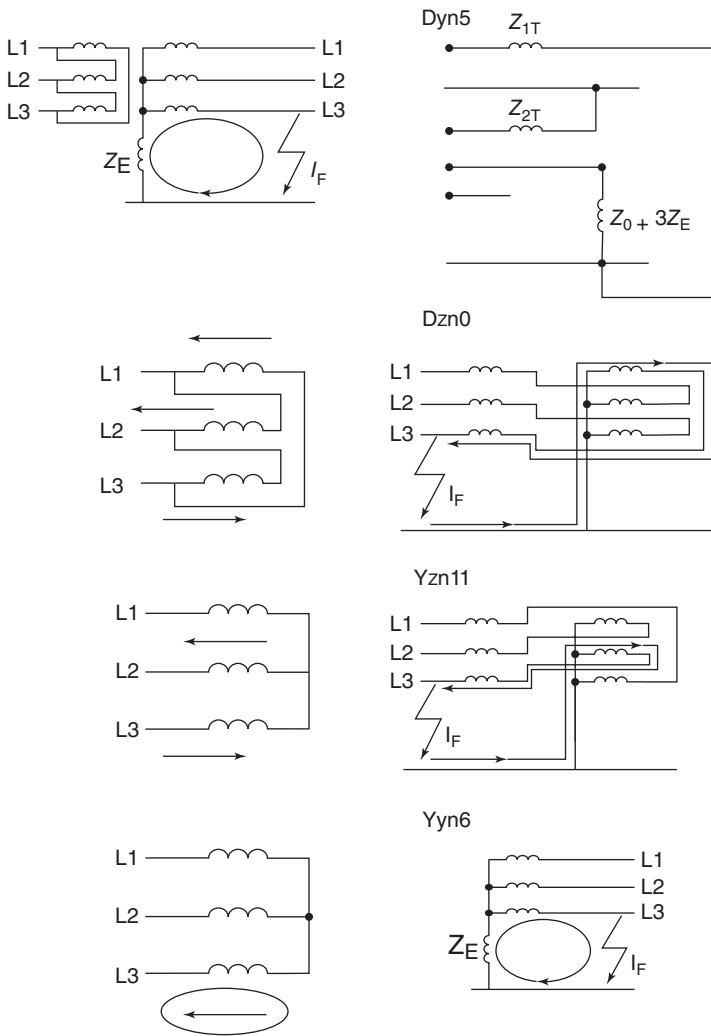 Dyn5
L1 L1
L2 L2
L3 L3
Z_E
I_F
Z_1T
Z_2T
Z_0 + 3Z_E
Dzn0
L1
L2
L3
L1
L2
L3
I_F
Yzn11
L1
L2
L3
L1
L2
L3
I_F
Yyn6
L1
L2
L3
L1
L2
L3
Z_E
I_F